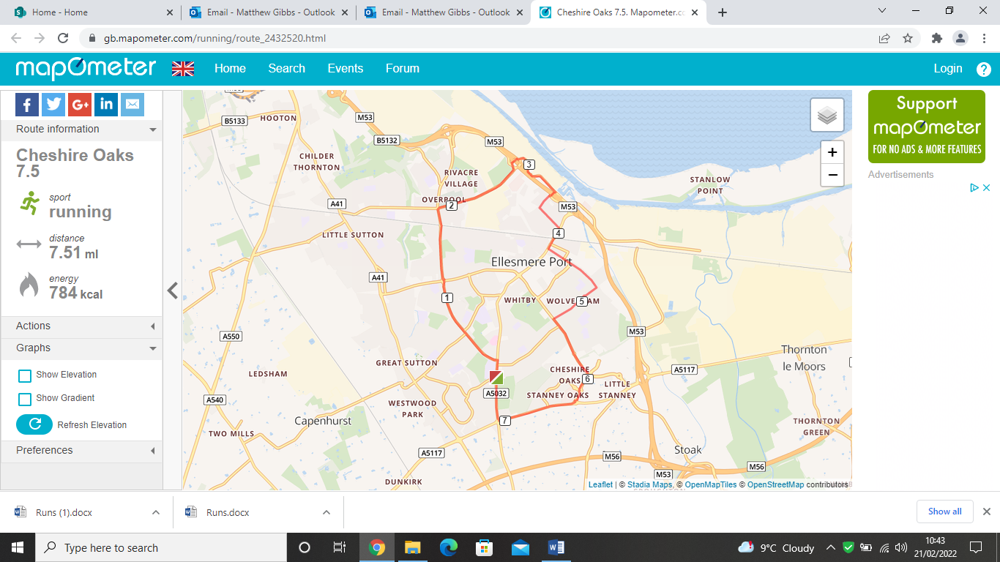 Home - Home
Email - Matthew Gibbs - Outlook
Email - Matthew Gibbs - Outlook
Cheshire Oaks 7.5. Mapometer.co
gb.mapometer.com/running/route_2432520.html
mapometer
Home
Search
Events
Forum
Login
?
f
G+
in
Route information
Cheshire Oaks
7.5
sport
running
distance
7.51 ml
energy
784 kcal
Actions
Graphs
Show Elevation
Show Gradient
Refresh Elevation
Preferences
B5133
HOOTON
M53
B5132
M53
CHILDER
THORNTON
RIVACRE
VILLAGE
3
STANLOW
POINT
A41
OVERPOOL
2
M53
LITTLE SUTTON
4
Ellesmere Port
A41
1
WHITBY
WOLVERHAM
5
A550
M53
GREAT SUTTON
LEDSHAM
CHESHIRE
OAKS
6
LITTLE
STANNEY
A5117
Thornton
le Moors
A5032
STANNEY OAKS
A540
WESTWOOD
PARK
Capenhurst
7
THORNTON
GREEN
TWO MILLS
A5117
M56
Stoak
M56
M53
DUNKIRK
+
−
Leaflet | © Stadia Maps, © OpenMapTiles © OpenStreetMap contributors
Support
mapometer
FOR NO ADS & MORE FEATURES
Advertisements
Runs (1).docx
Runs.docx
Show all
Type here to search
9°C Cloudy
10:43
21/02/2022